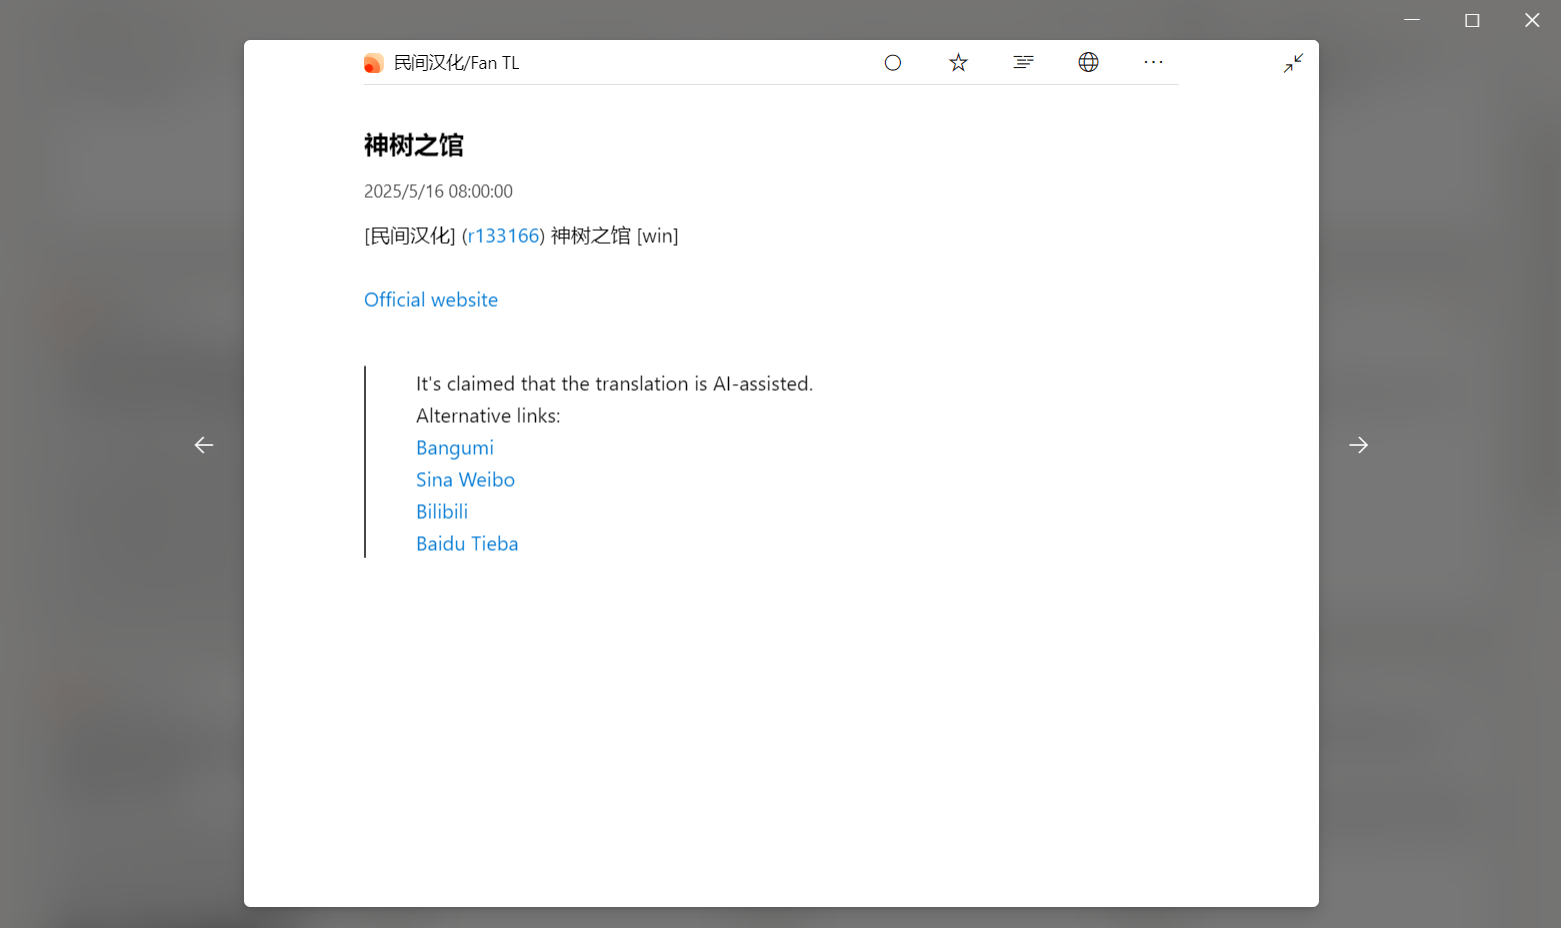 民间汉化/Fan TL
神树之馆
2025/5/16 08:00:00
[民间汉化] (r133166) 神树之馆 [win]
Official website
It's claimed that the translation is AI-assisted.
Alternative links:
Bangumi
Sina Weibo
Bilibili
Baidu Tieba